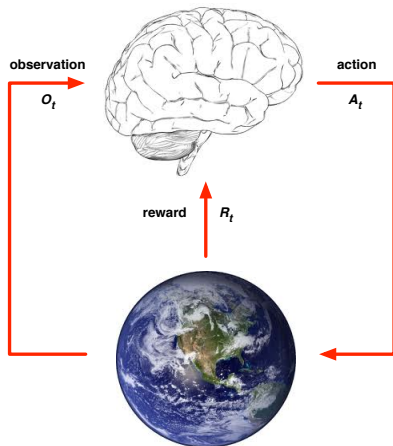 observation
O_t
action
A_t
reward
R_t